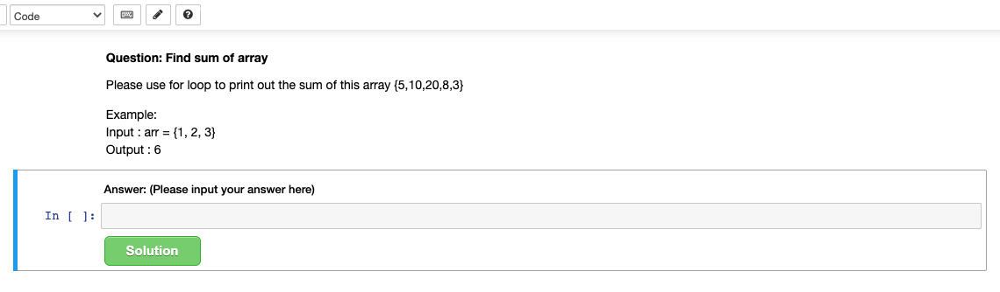 Code
Question: Find sum of array
Please use for loop to print out the sum of this array {5,10,20,8,3}
Example:
Input : arr = {1, 2, 3}
Output : 6
Answer: (Please input your answer here)
In [ ]:
Solution